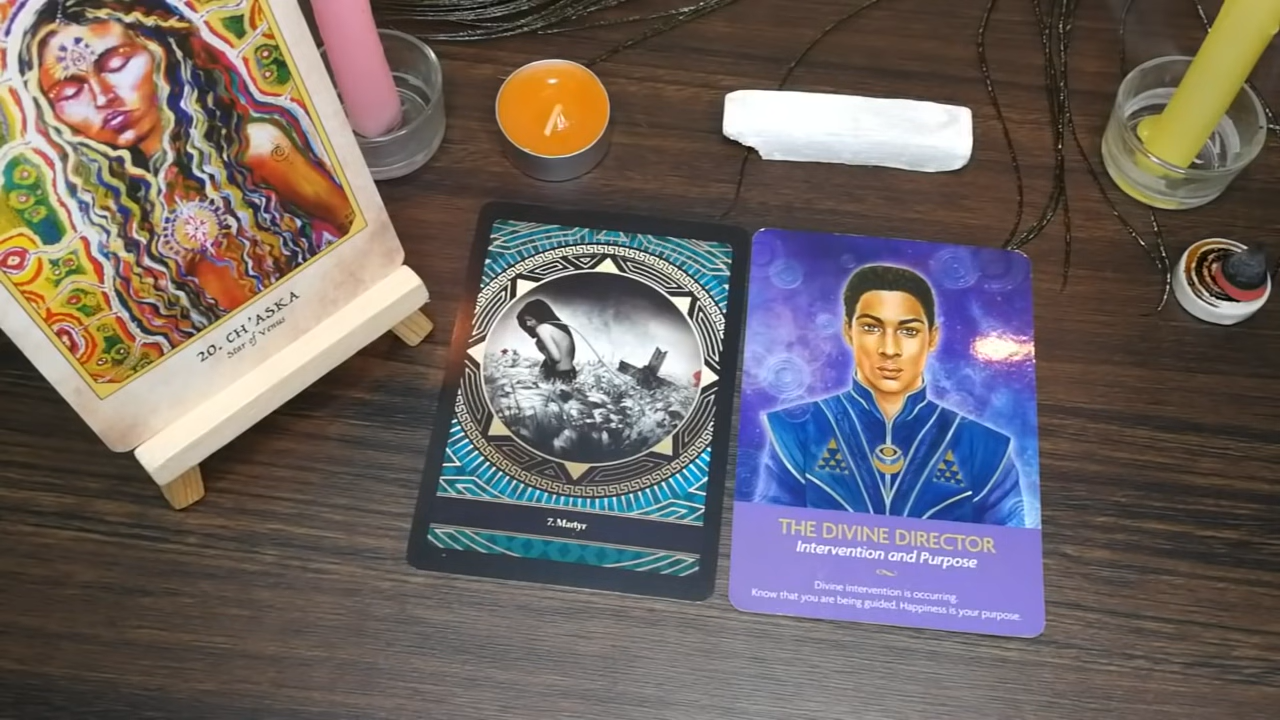 20. CH'ASKA
Star of Venus
7. Martyr
THE DIVINE DIRECTOR
Intervention and Purpose
Divine intervention is occurring.
Know that you are being guided. Happiness is your purpose.